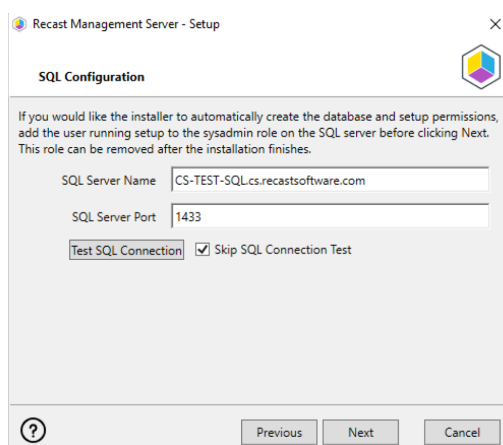 Recast Management Server - Setup
SQL Configuration
If you would like the installer to automatically create the database and setup permissions,
add the user running setup to the sysadmin role on the SQL server before clicking Next.
This role can be removed after the installation finishes.
SQL Server Name CS-TEST-SQL.cs.recastsoftware.com
SQL Server Port 1433
Test SQL Connection Skip SQL Connection Test
? Previous Next Cancel